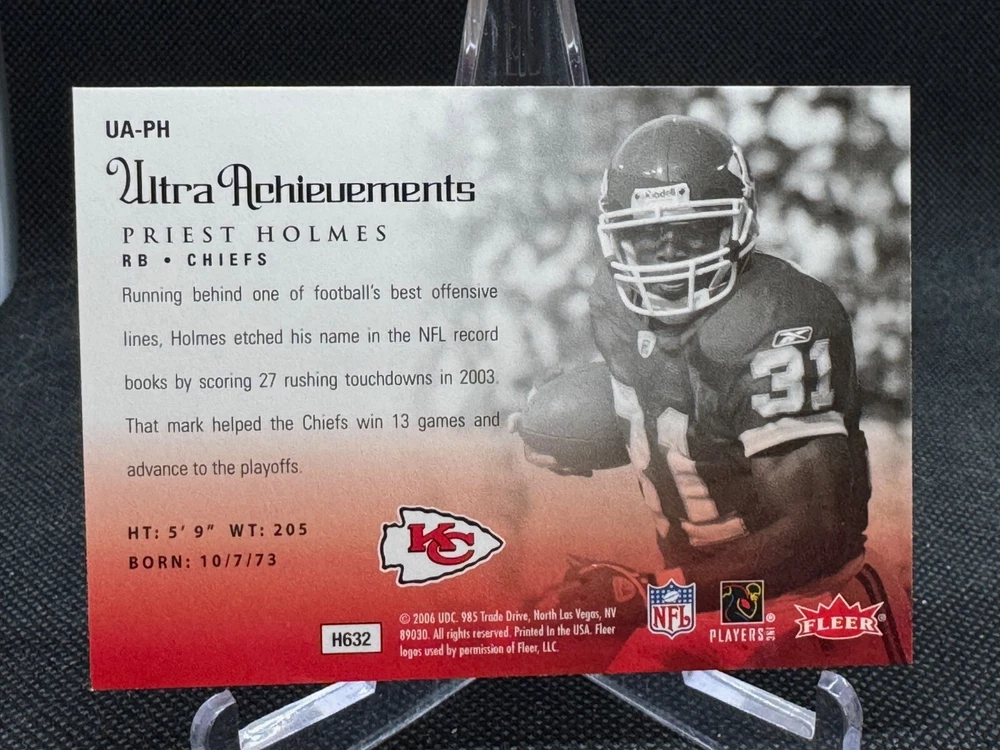 UA-PH
Ultra Achievements
PRIEST HOLMES
RB • CHIEFS
Running behind one of football's best offensive
lines, Holmes etched his name in the NFL record
books by scoring 27 rushing touchdowns in 2003.
That mark helped the Chiefs win 13 games and
advance to the playoffs.
HT: 5' 9" WT: 205
BORN: 10/7/73
KC
H632
© 2006 UDC. 985 Trade Drive, North Las Vegas, NV
89030. All rights reserved. Printed in the USA. Fleer
logos used by permission of Fleer, LLC.
NFL
PLAYERS INC
FLEER®
Riddell
31
31